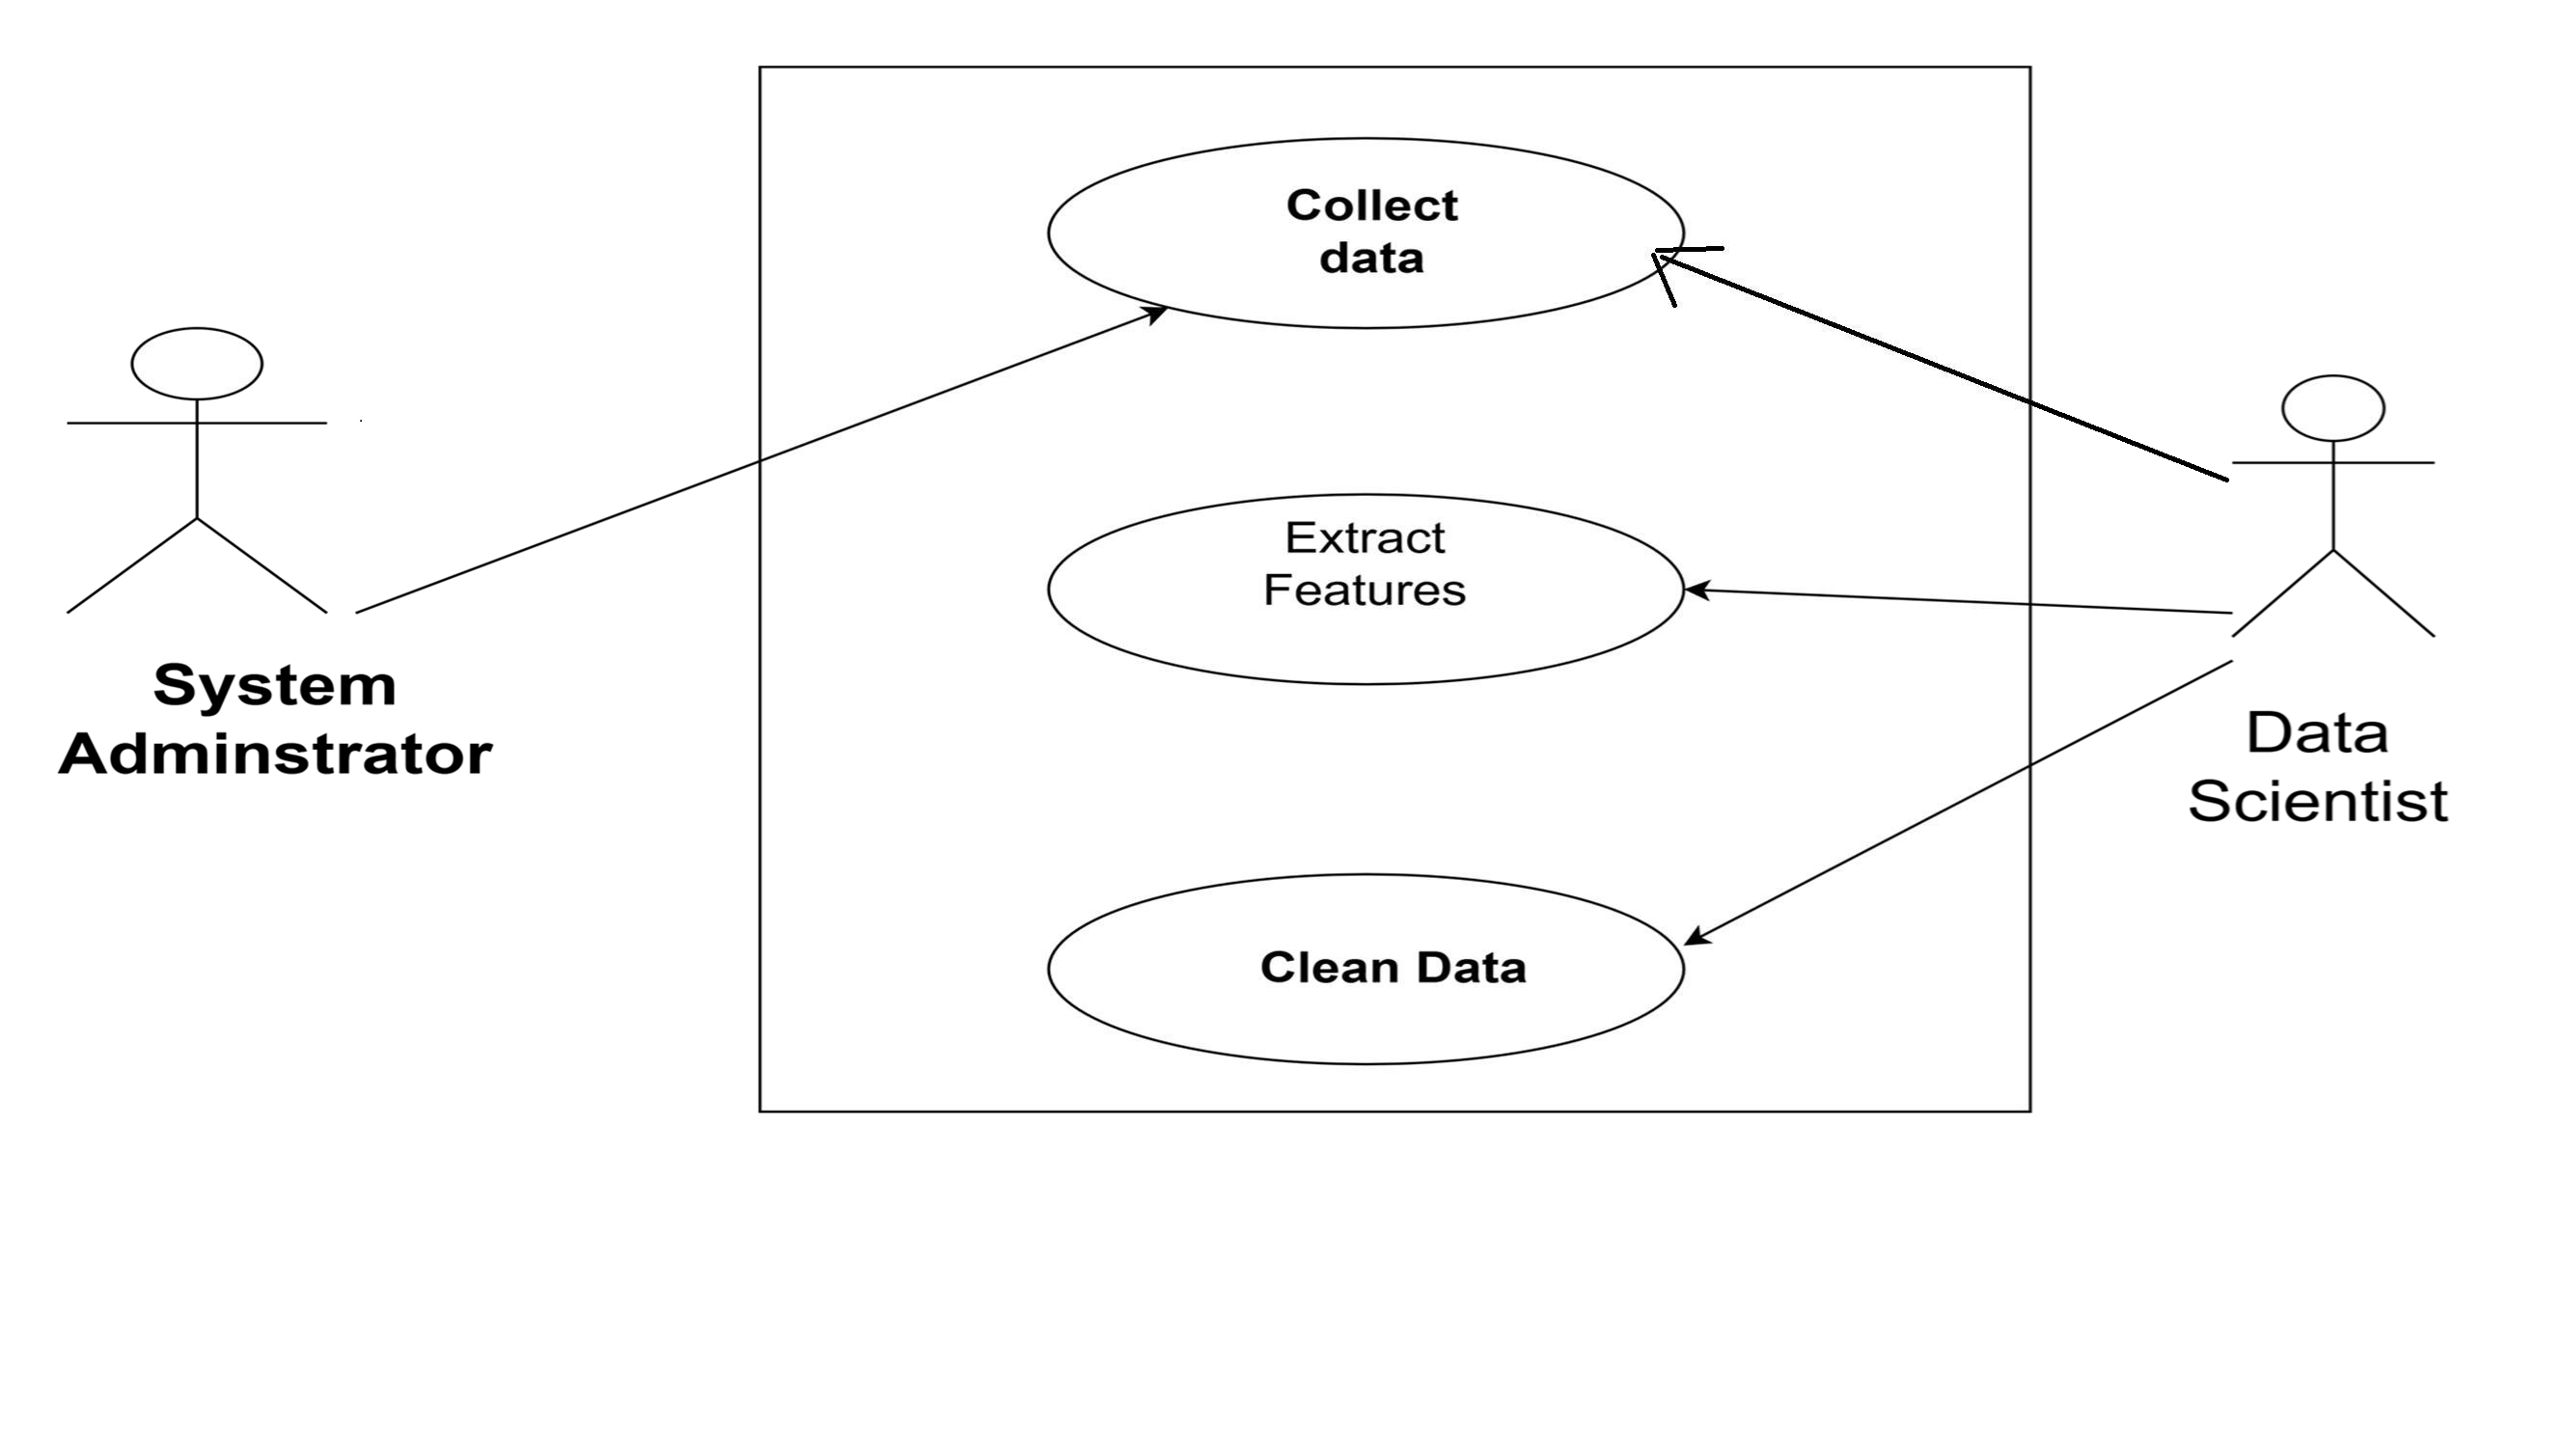 Collect
data
Extract
Features
System
Adminstrator
Data
Scientist
Clean Data